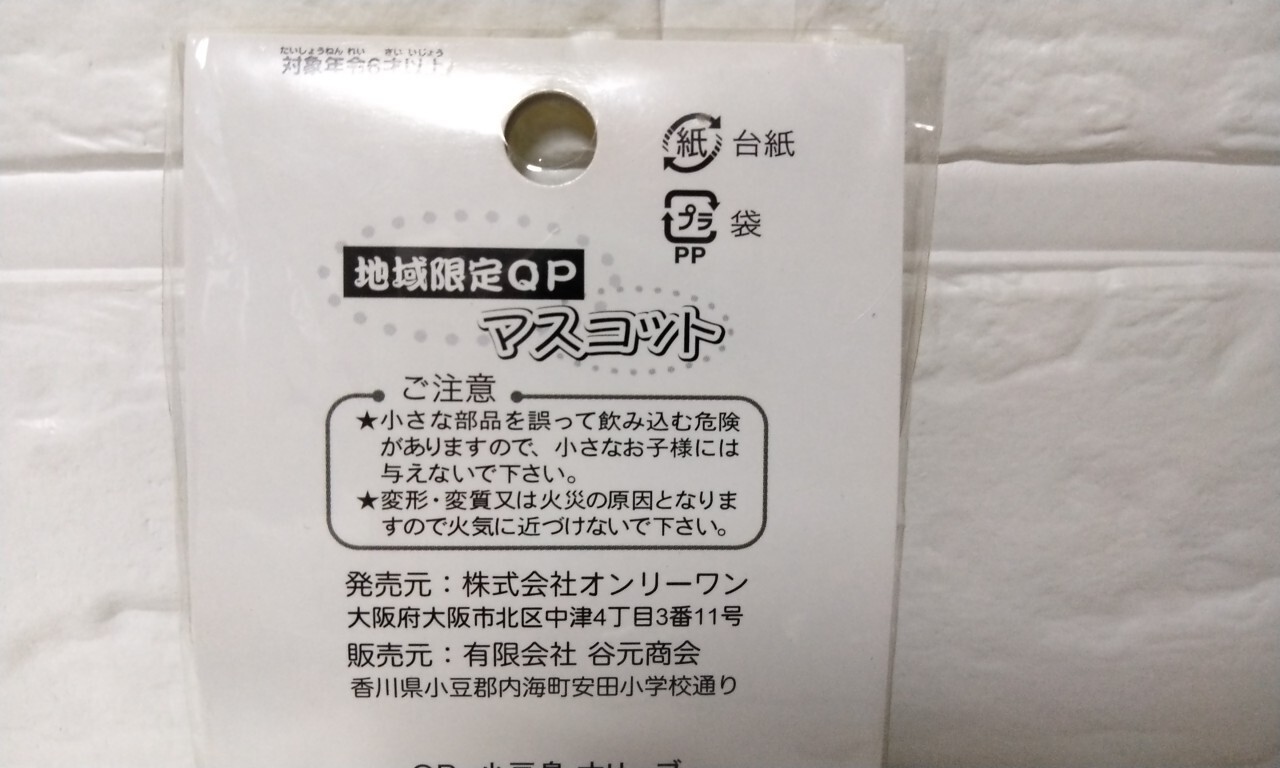 たいしょうねんれい さい いじょう
対象年令6才以上
紙 台紙
プラ 袋
PP
地域限定QP
マスコット
ご注意
★小さな部品を誤って飲み込む危険
がありますので、小さなお子様には
与えないで下さい。
★変形・変質又は火災の原因となりま
すので火気に近づけないで下さい。
発売元：株式会社オンリーワン
大阪府大阪市北区中津4丁目3番11号
販売元：有限会社 谷元商会
香川県小豆郡内海町安田小学校通り